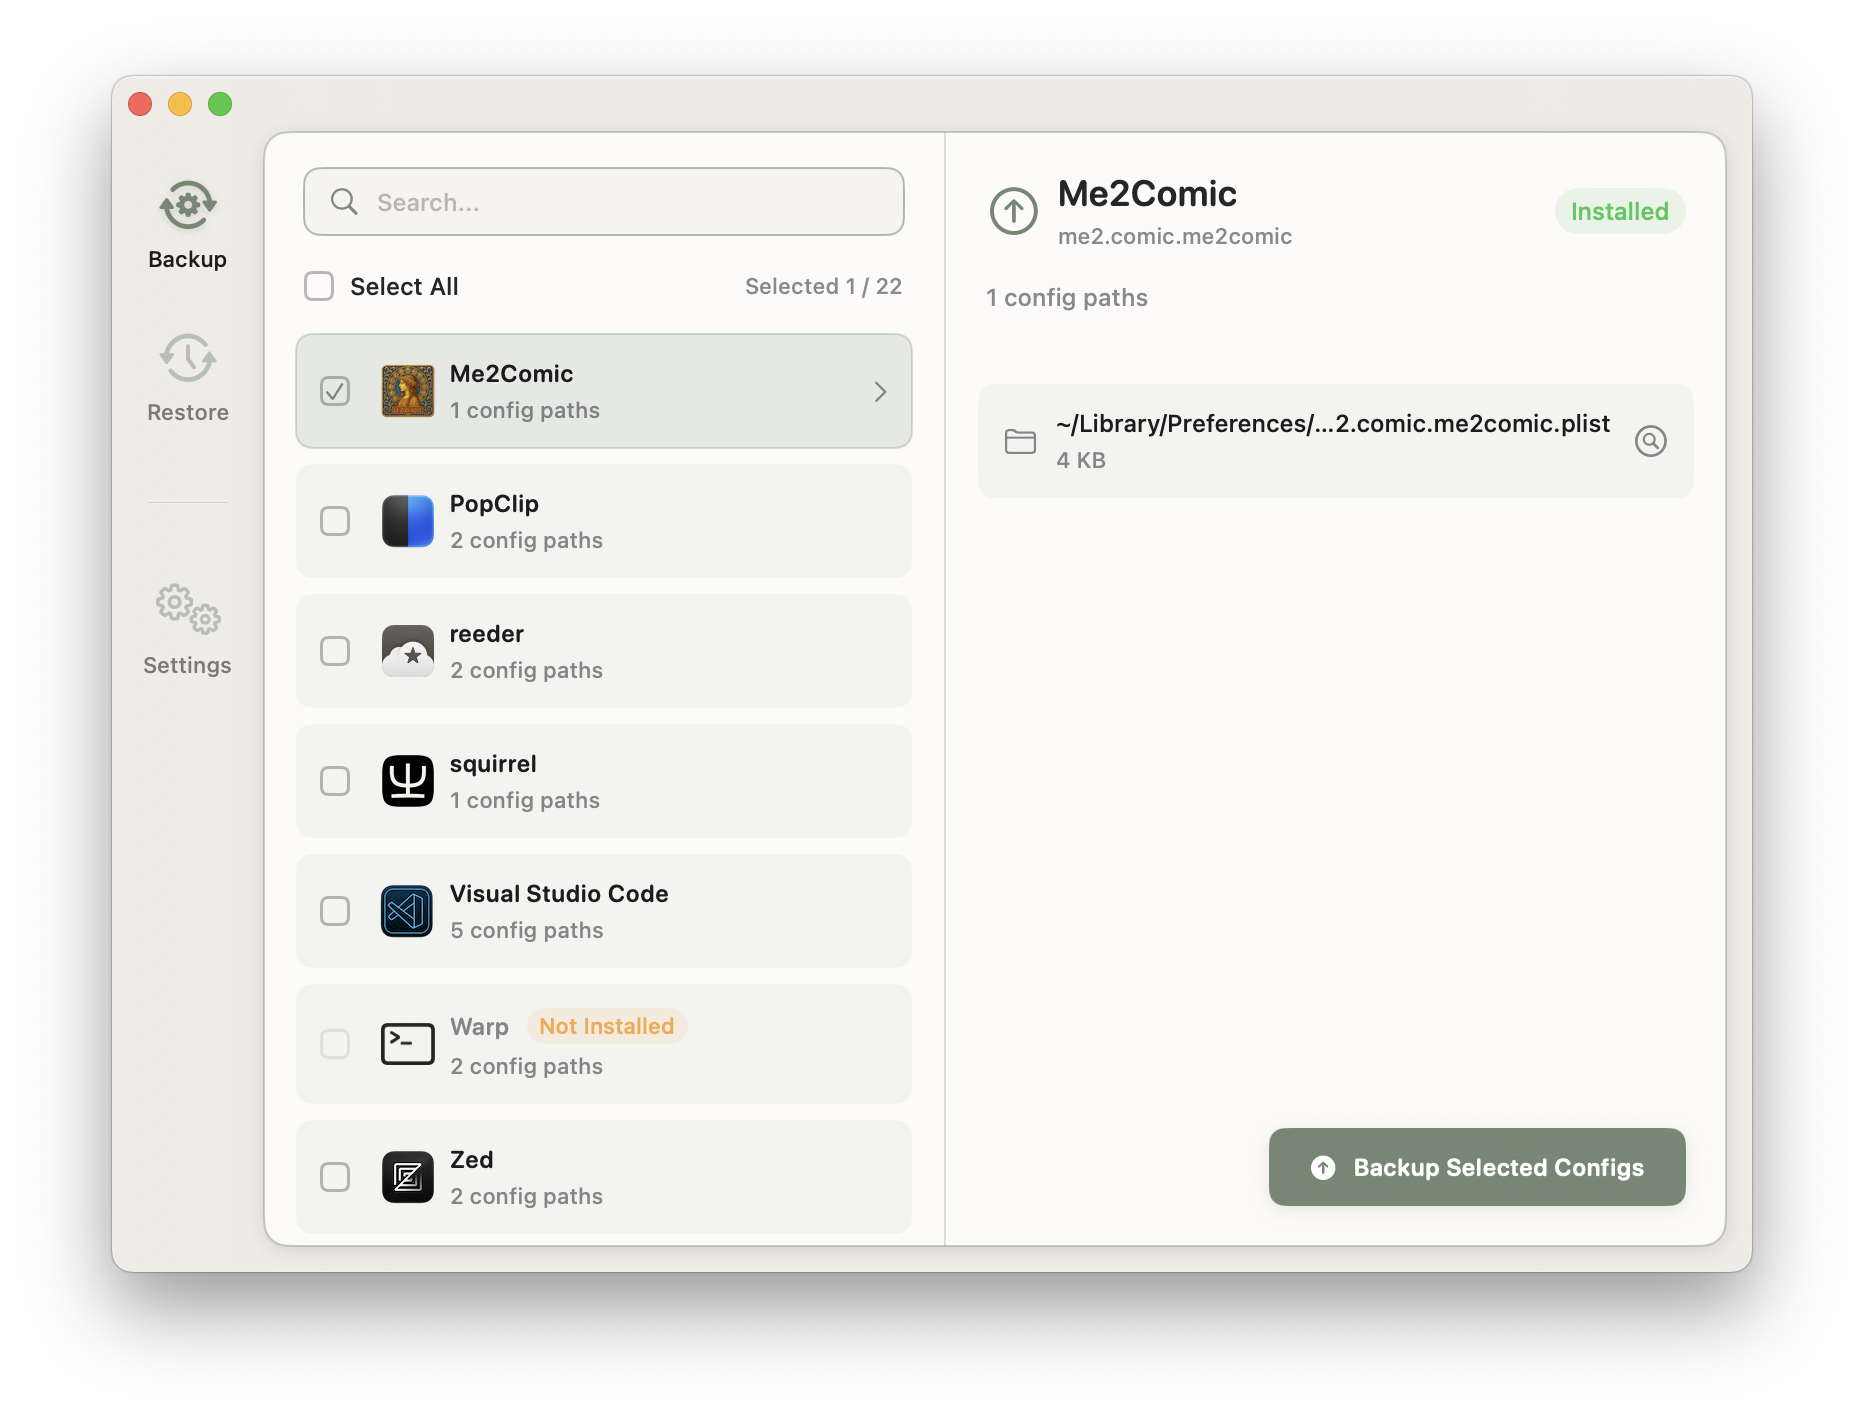 Backup
Restore
Settings
Search...
Select All
Selected 1 / 22
Me2Comic
1 config paths
PopClip
2 config paths
reeder
2 config paths
squirrel
1 config paths
Visual Studio Code
5 config paths
Warp Not Installed
2 config paths
Zed
2 config paths
Me2Comic
me2.comic.me2comic
Installed
1 config paths
~/Library/Preferences/...2.comic.me2comic.plist
4 KB
Backup Selected Configs